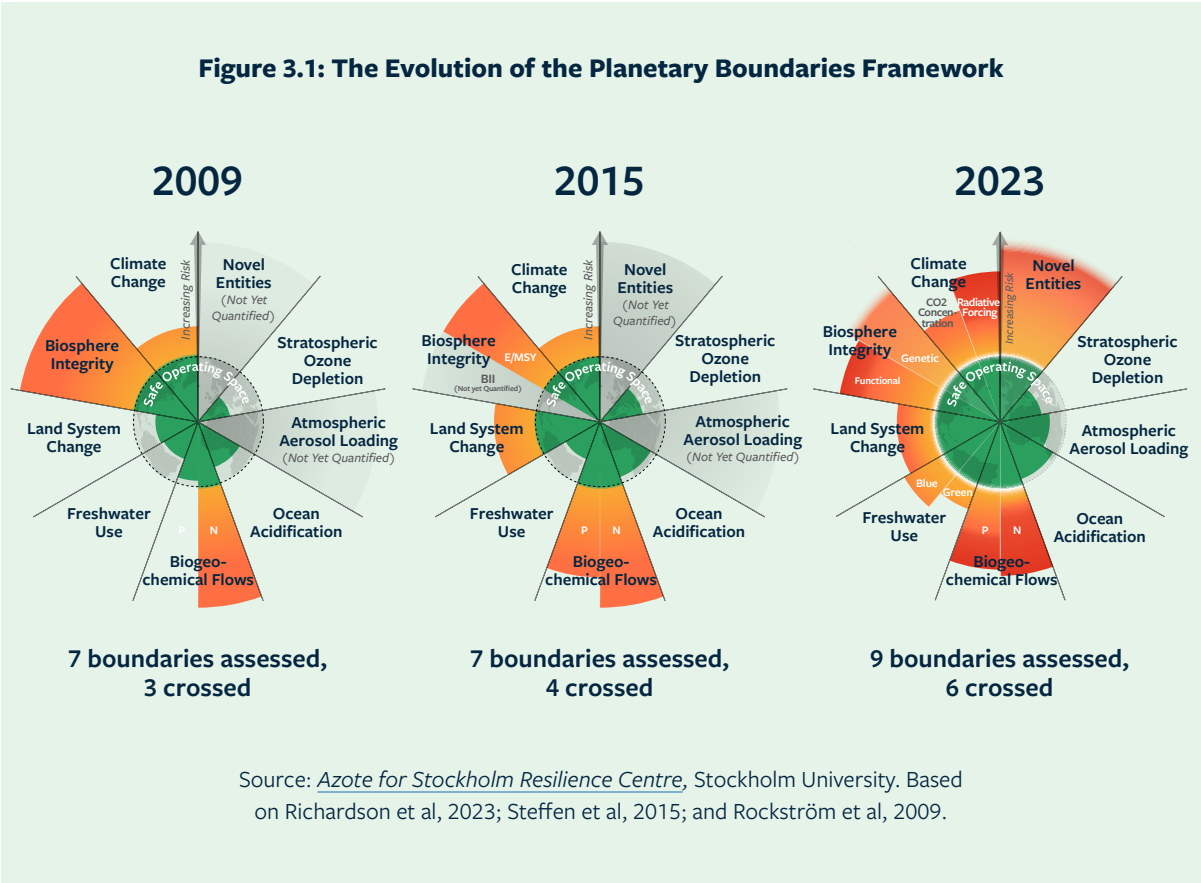 Figure 3.1: The Evolution of the Planetary Boundaries Framework
2009
Climate
Change
Increasing Risk
Novel
Entities
(Not Yet
Quantified)
Stratospheric
Ozone
Depletion
Biosphere
Integrity
Safe Operating Space
Atmospheric
Aerosol Loading
(Not Yet Quantified)
Land System
Change
Freshwater
Use
P
N
Ocean
Acidification
Biogeo-
chemical Flows
7 boundaries assessed,
3 crossed
2015
Climate
Change
Increasing Risk
Novel
Entities
(Not Yet
Quantified)
Stratospheric
Ozone
Depletion
Biosphere
Integrity
E/MSY
BII
(Not yet Quantified)
Safe Operating Space
Atmospheric
Aerosol Loading
(Not Yet Quantified)
Land System
Change
Freshwater
Use
P
N
Ocean
Acidification
Biogeo-
chemical Flows
7 boundaries assessed,
4 crossed
2023
Climate
Change
CO2
Concen-
tration
Radiative
Forcing
Increasing Risk
Novel
Entities
Stratospheric
Ozone
Depletion
Biosphere
Integrity
Genetic
Functional
Safe Operating Space
Atmospheric
Aerosol Loading
Land System
Change
Blue
Green
Freshwater
Use
P
N
Ocean
Acidification
Biogeo-
chemical Flows
9 boundaries assessed,
6 crossed
Source: Azote for Stockholm Resilience Centre, Stockholm University. Based
on Richardson et al, 2023; Steffen et al, 2015; and Rockström et al, 2009.